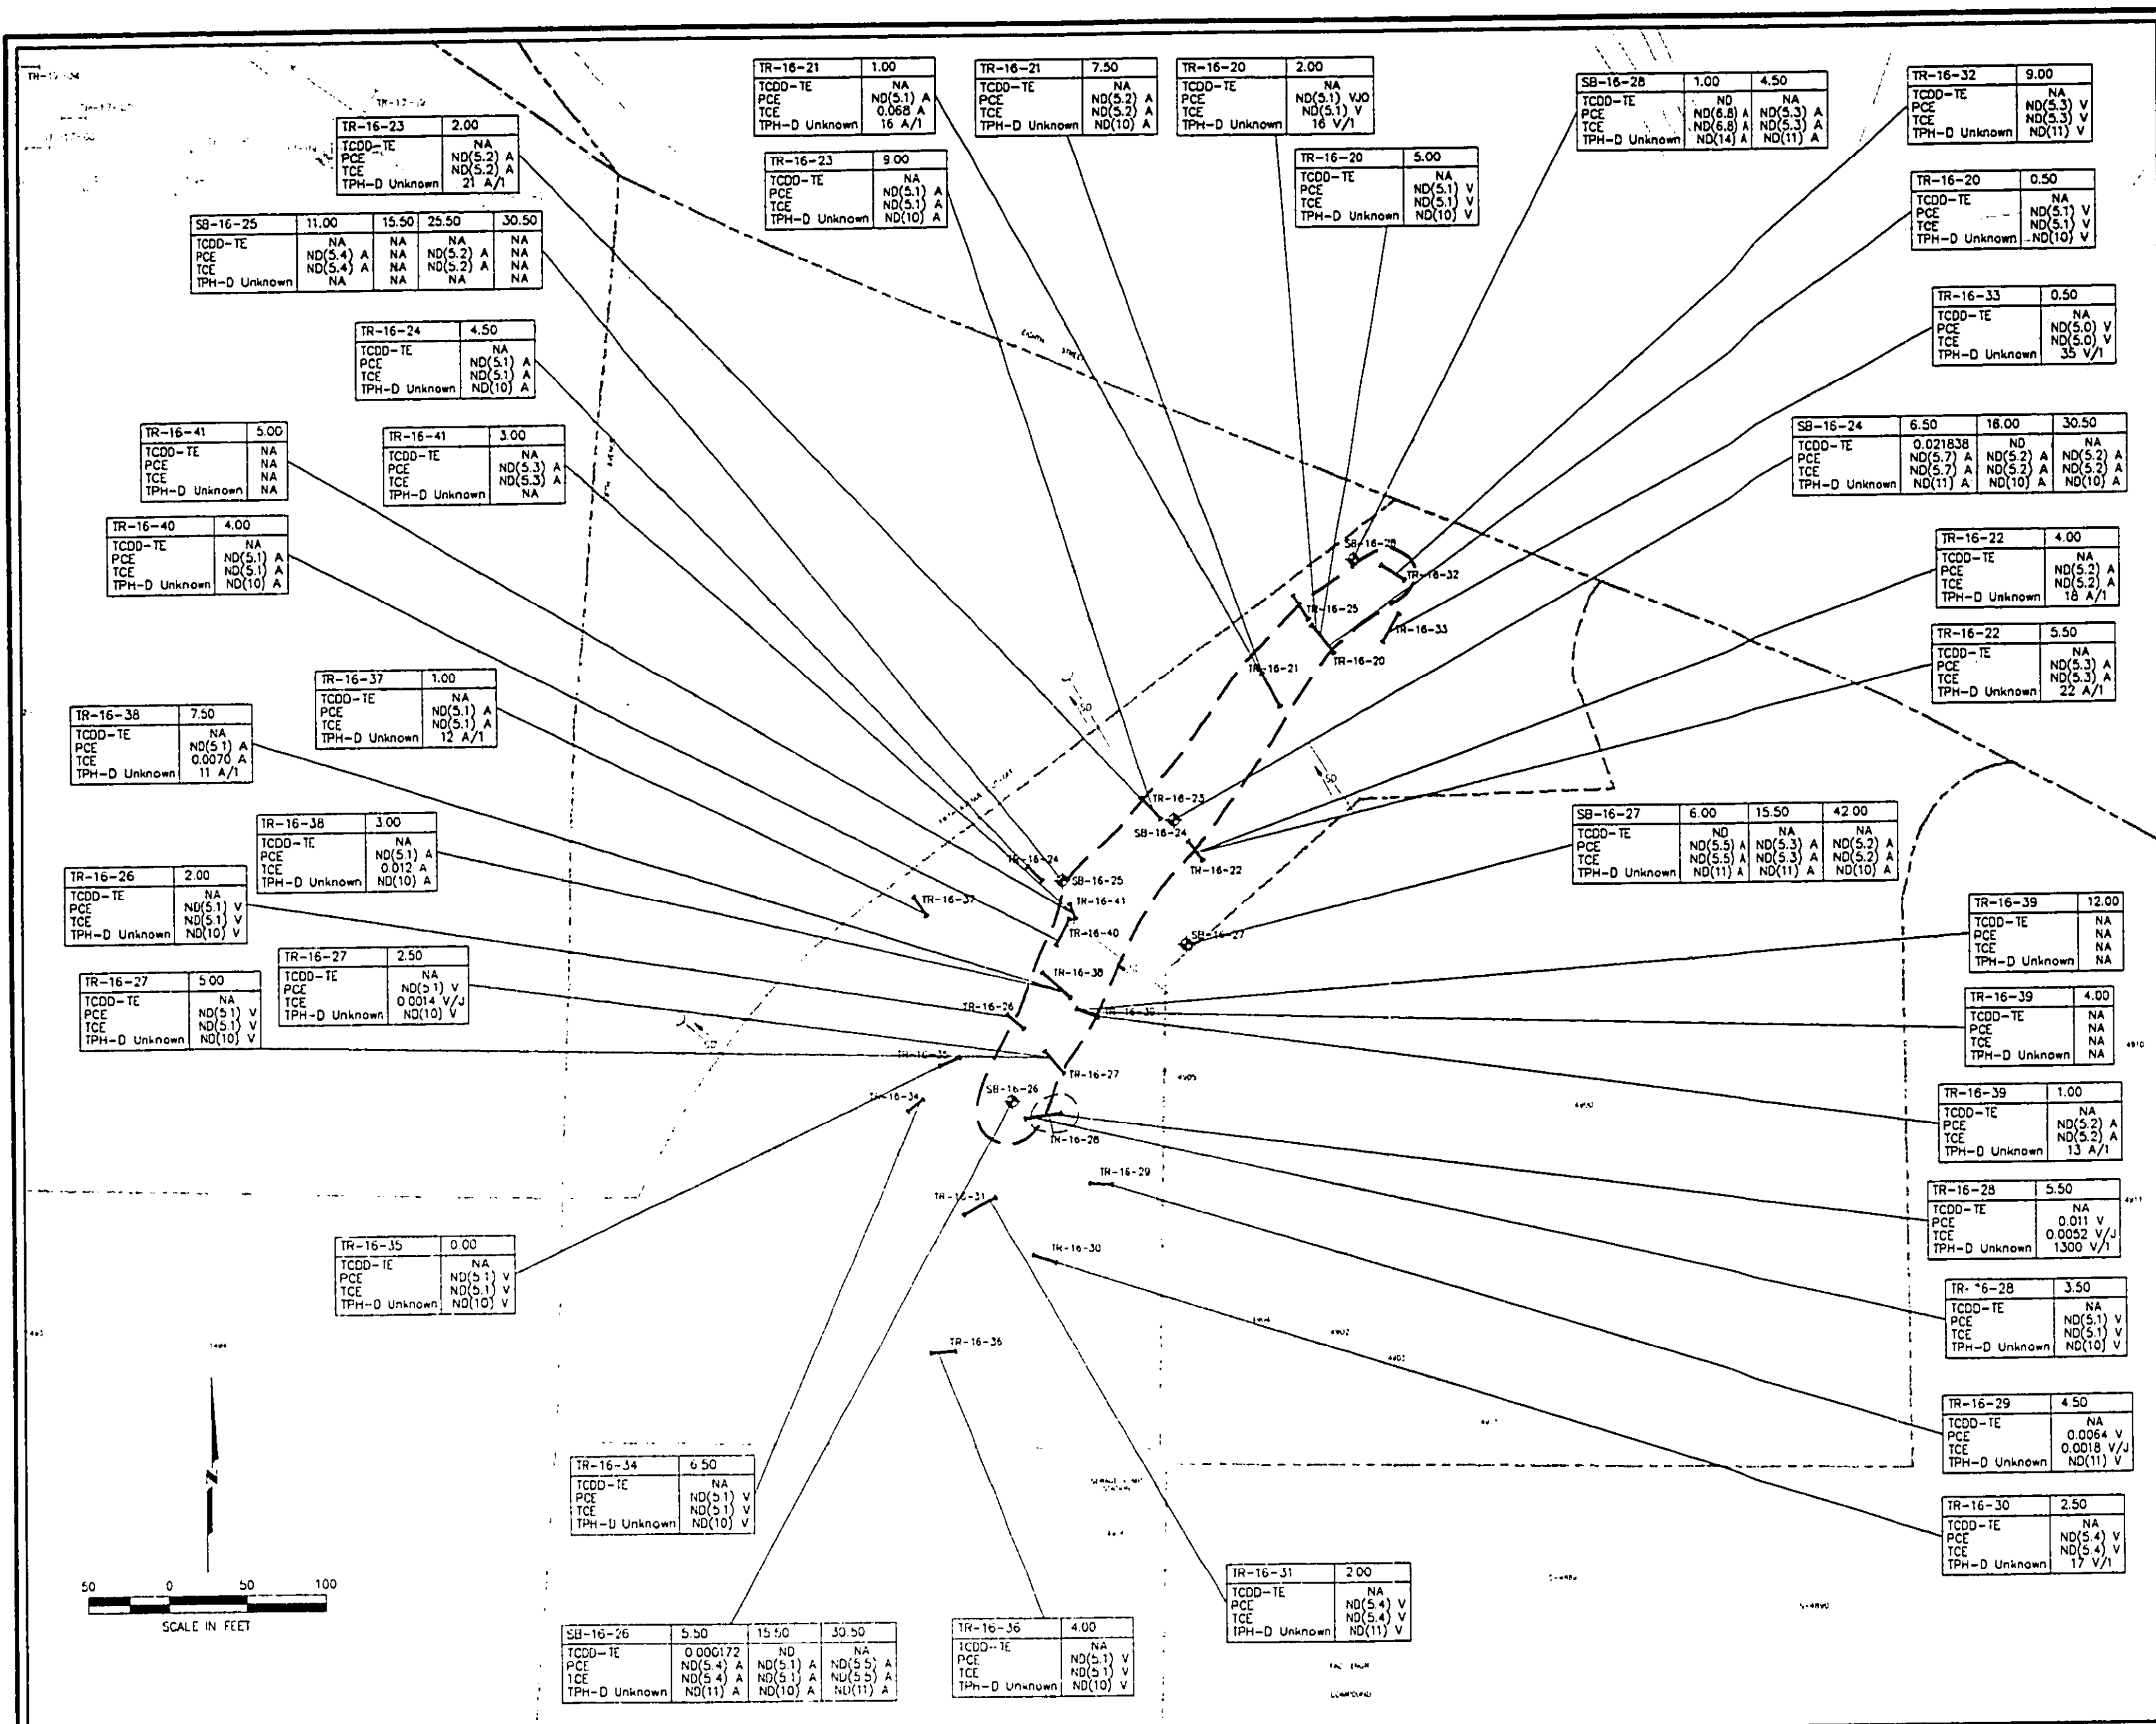 TR-16-21 1.00
TCDD-TE NA
PCE ND(5.1) A
TCE 0.068 A
TPH-D Unknown 16 A/1
TR-16-21 7.50
TCDD-TE NA
PCE ND(5.2) A
TCE ND(5.2) A
TPH-D Unknown ND(10) A
TR-16-20 2.00
TCDD-TE NA
PCE ND(5.1) VJO
TCE ND(5.1) V
TPH-D Unknown 16 V/1
SB-16-28 1.00 4.50
TCDD-TE ND NA
PCE ND(6.8) A ND(5.3) A
TCE ND(6.8) A ND(5.3) A
TPH-D Unknown ND(14) A ND(11) A
TR-16-32 9.00
TCDD-TE NA
PCE ND(5.3) V
TCE ND(5.3) V
TPH-D Unknown ND(11) V
TR-16-23 2.00
TCDD-TE NA
PCE ND(5.2) A
TCE ND(5.2) A
TPH-D Unknown 21 A/1
TR-16-23 9.00
TCDD-TE NA
PCE ND(5.1) A
TCE ND(5.1) A
TPH-D Unknown ND(10) A
TR-16-20 5.00
TCDD-TE NA
PCE ND(5.1) V
TCE ND(5.1) V
TPH-D Unknown ND(10) V
TR-16-20 0.50
TCDD-TE NA
PCE ND(5.1) V
TCE ND(5.1) V
TPH-D Unknown ND(10) V
SB-16-25 11.00 15.50 25.50 30.50
TCDD-TE NA NA NA NA
PCE ND(5.4) A NA ND(5.2) A NA
TCE ND(5.4) A NA ND(5.2) A NA
TPH-D Unknown NA NA NA NA
TR-16-33 0.50
TCDD-TE NA
PCE ND(5.0) V
TCE ND(5.0) V
TPH-D Unknown 35 V/1
TR-16-24 4.50
TCDD-TE NA
PCE ND(5.1) A
TCE ND(5.1) A
TPH-D Unknown ND(10) A
EIGHTH STREET
TR-16-41 5.00
TCDD-TE NA
PCE NA
TCE NA
TPH-D Unknown NA
TR-16-41 3.00
TCDD-TE NA
PCE ND(5.3) A
TCE ND(5.3) A
TPH-D Unknown NA
SB-16-24 6.50 16.00 30.50
TCDD-TE 0.021838 ND NA
PCE ND(5.7) A ND(5.2) A ND(5.2) A
TCE ND(5.7) A ND(5.2) A ND(5.2) A
TPH-D Unknown ND(11) A ND(10) A ND(10) A
TR-16-40 4.00
TCDD-TE NA
PCE ND(5.1) A
TCE ND(5.1) A
TPH-D Unknown ND(10) A
TR-16-22 4.00
TCDD-TE NA
PCE ND(5.2) A
TCE ND(5.2) A
TPH-D Unknown 18 A/1
TR-16-22 5.50
TCDD-TE NA
PCE ND(5.3) A
TCE ND(5.3) A
TPH-D Unknown 22 A/1
SB-16-28
TR-16-32
TR-16-25
TR-16-33
TR-16-20
TR-16-21
TR-16-37 1.00
TCDD-TE NA
PCE ND(5.1) A
TCE ND(5.1) A
TPH-D Unknown 12 A/1
TR-16-38 7.50
TCDD-TE NA
PCE ND(5.1) A
TCE 0.0070 A
TPH-D Unknown 11 A/1
SD
SD
TR-16-23
SB-16-24
TR-16-22
TR-16-24
SB-16-25
TR-16-37
TR-16-41
TR-16-40
SB-16-27
TR-16-38
SB-16-27 6.00 15.50 42.00
TCDD-TE ND NA NA
PCE ND(5.5) A ND(5.3) A ND(5.2) A
TCE ND(5.5) A ND(5.3) A ND(5.2) A
TPH-D Unknown ND(11) A ND(11) A ND(10) A
TR-16-38 3.00
TCDD-TE NA
PCE ND(5.1) A
TCE 0.012 A
TPH-D Unknown ND(10) A
TR-16-26 2.00
TCDD-TE NA
PCE ND(5.1) V
TCE ND(5.1) V
TPH-D Unknown ND(10) V
TR-16-27 2.50
TCDD-TE NA
PCE ND(5.1) V
TCE 0.0014 V/J
TPH-D Unknown ND(10) V
TR-16-27 5.00
TCDD-TE NA
PCE ND(5.1) V
TCE ND(5.1) V
TPH-D Unknown ND(10) V
TR-16-39 12.00
TCDD-TE NA
PCE NA
TCE NA
TPH-D Unknown NA
TR-16-39 4.00
TCDD-TE NA
PCE NA
TCE NA
TPH-D Unknown NA
4910
TR-16-26
TR-16-39
SD
TR-16-35
TR-16-27
TR-16-34
SB-16-26
TR-16-28
4905
4900
TR-16-39 1.00
TCDD-TE NA
PCE ND(5.2) A
TCE ND(5.2) A
TPH-D Unknown 13 A/1
TR-16-29
TR-16-31
TR-16-30
TR-16-36
TR-16-28 5.50
TCDD-TE NA
PCE 0.011 V
TCE 0.0052 V/J
TPH-D Unknown 1300 V/1
4911
TR-16-35 0.00
TCDD-TE NA
PCE ND(5.1) V
TCE ND(5.1) V
TPH-D Unknown ND(10) V
TR-16-28 3.50
TCDD-TE NA
PCE ND(5.1) V
TCE ND(5.1) V
TPH-D Unknown ND(10) V
4902
4903
TR-16-29 4.50
TCDD-TE NA
PCE 0.0064 V
TCE 0.0018 V/J
TPH-D Unknown ND(11) V
TR-16-34 6.50
TCDD-TE NA
PCE ND(5.1) V
TCE ND(5.1) V
TPH-D Unknown ND(10) V
TR-16-30 2.50
TCDD-TE NA
PCE ND(5.4) V
TCE ND(5.4) V
TPH-D Unknown 17 V/1
TR-16-31 2.00
TCDD-TE NA
PCE ND(5.4) V
TCE ND(5.4) V
TPH-D Unknown ND(11) V
N
50 0 50 100
SCALE IN FEET
SB-16-26 5.50 15.50 30.50
TCDD-TE 0.000172 ND NA
PCE ND(5.4) A ND(5.1) A ND(5.5) A
TCE ND(5.4) A ND(5.1) A ND(5.5) A
TPH-D Unknown ND(11) A ND(10) A ND(11) A
TR-16-36 4.00
TCDD-TE NA
PCE ND(5.1) V
TCE ND(5.1) V
TPH-D Unknown ND(10) V
S-4890
COMPOUND